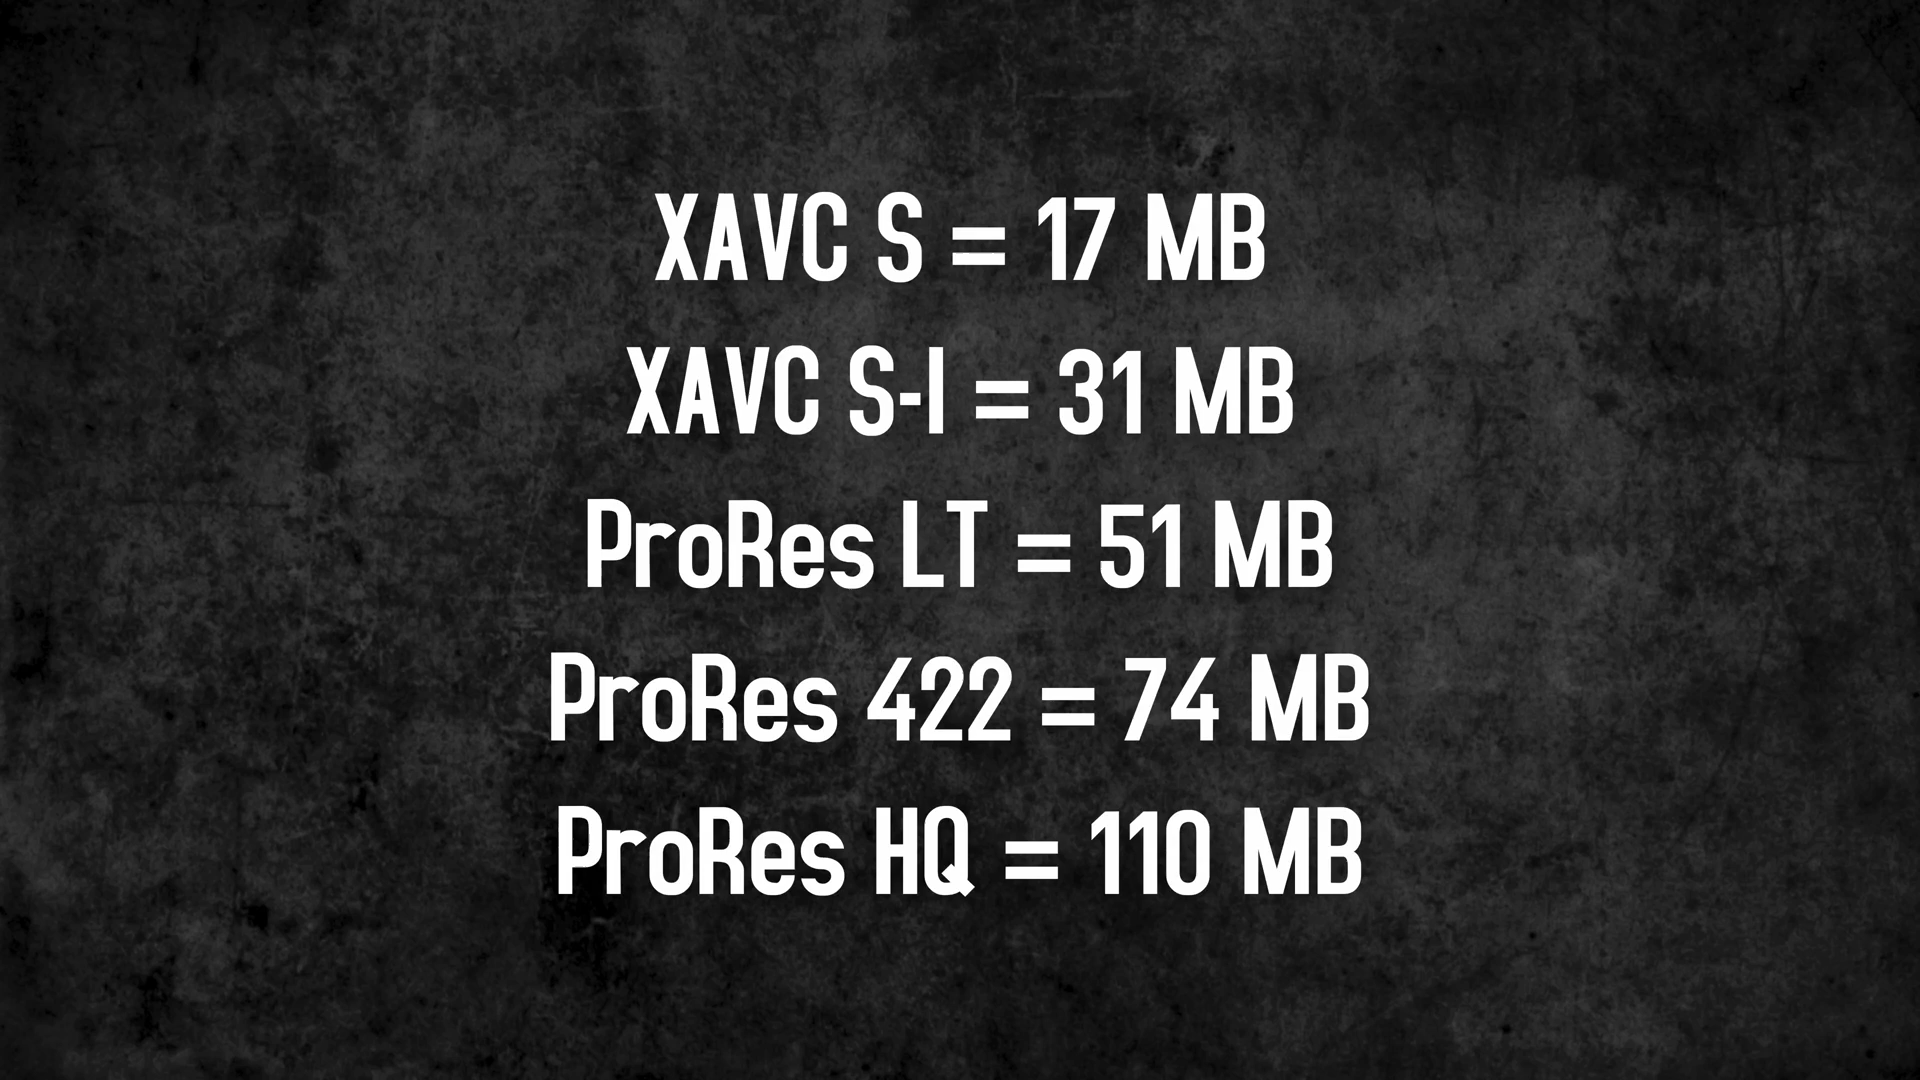 XAVC S = 17 MB
XAVC S-I = 31 MB
ProRes LT = 51 MB
ProRes 422 = 74 MB
ProRes HQ = 110 MB